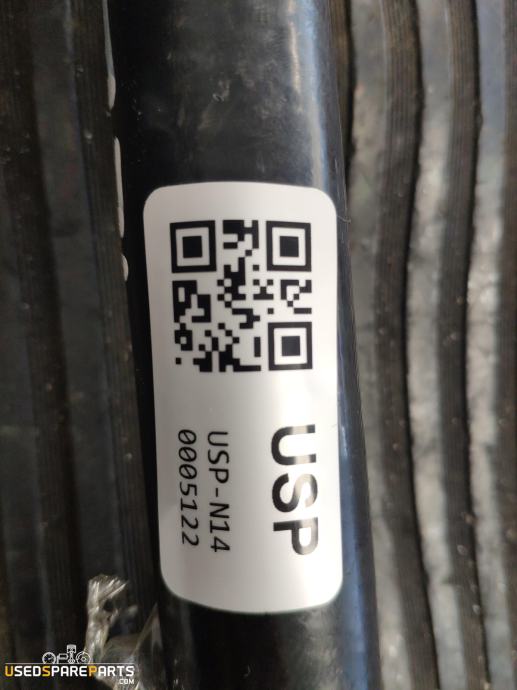 USP
USP-N14
0005122
USEDSPAREPARTS
.COM